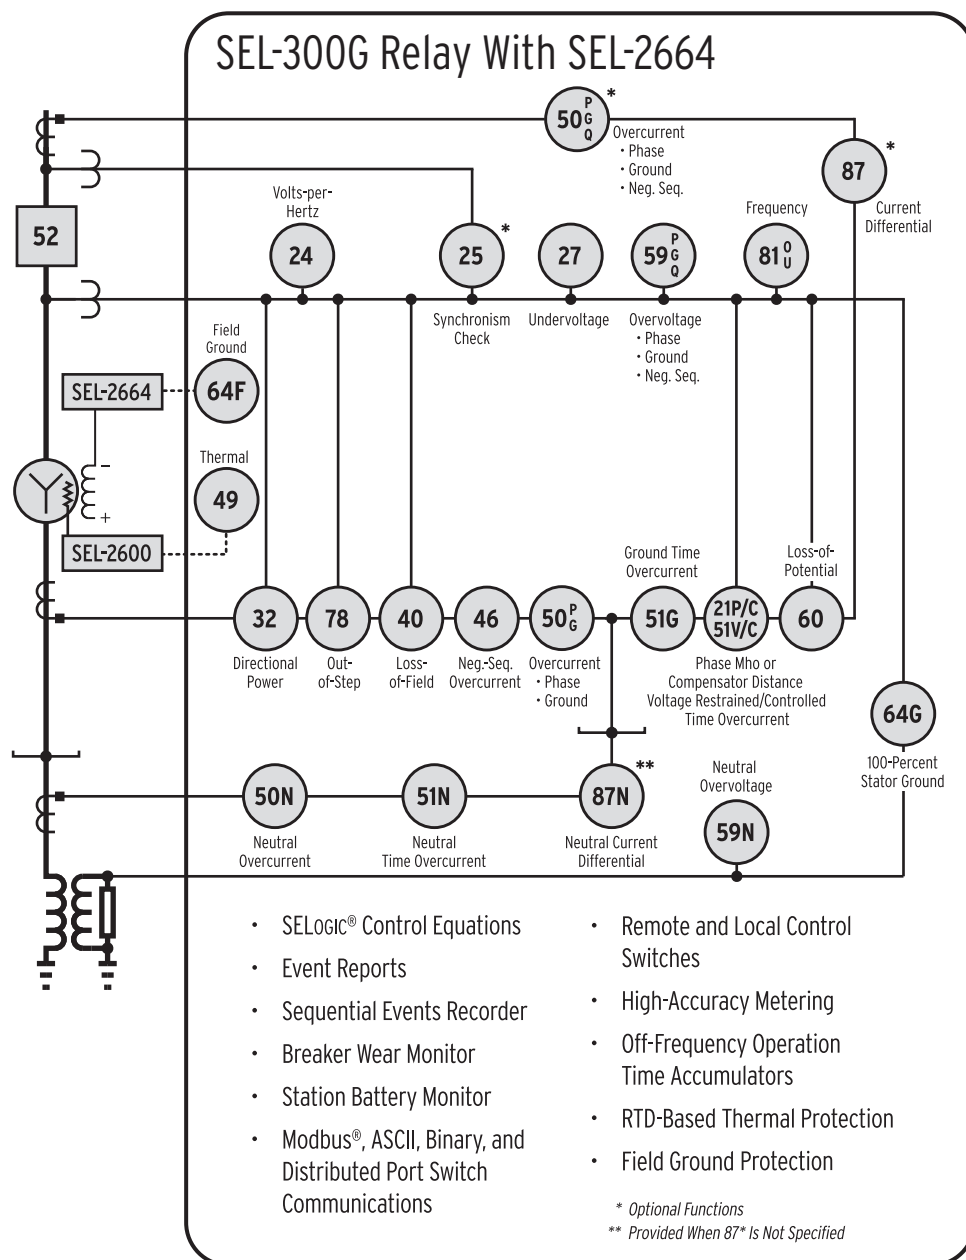 SEL-300G Relay With SEL-2664
50 P G Q *
Overcurrent
• Phase
• Ground
• Neg. Seq.
87 *
Current
Differential
52
Volts-per-
Hertz
24
25 *
Synchronism
Check
27
Undervoltage
59 P G Q
Overvoltage
• Phase
• Ground
• Neg. Seq.
Frequency
81 O U
Field
Ground
SEL-2664
64F
Thermal
49
-
+
SEL-2600
32
Directional
Power
78
Out-
of-Step
40
Loss-
of-Field
46
Neg.-Seq.
Overcurrent
50 P G
Overcurrent
• Phase
• Ground
Ground Time
Overcurrent
51G
21P/C
51V/C
Phase Mho or
Compensator Distance
Voltage Restrained/Controlled
Time Overcurrent
Loss-of-
Potential
60
64G
100-Percent
Stator Ground
50N
Neutral
Overcurrent
51N
Neutral
Time Overcurrent
87N **
Neutral Current
Differential
Neutral
Overvoltage
59N
• SELOGIC® Control Equations
• Event Reports
• Sequential Events Recorder
• Breaker Wear Monitor
• Station Battery Monitor
• Modbus®, ASCII, Binary, and
Distributed Port Switch
Communications
• Remote and Local Control
Switches
• High-Accuracy Metering
• Off-Frequency Operation
Time Accumulators
• RTD-Based Thermal Protection
• Field Ground Protection
* Optional Functions
** Provided When 87* Is Not Specified